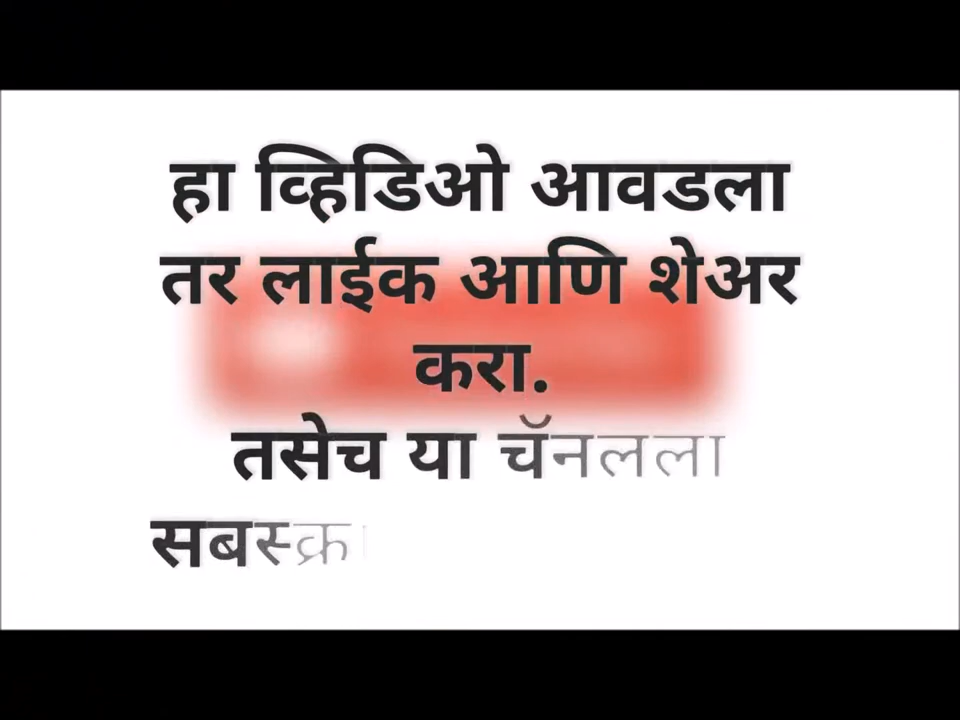 हा व्हिडिओ आवडला
तर लाईक आणि शेअर
करा.
तसेच या चॅनलला